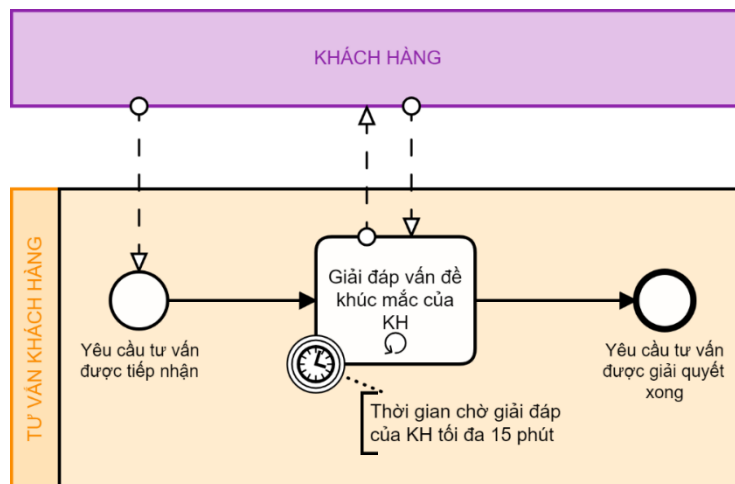 KHÁCH HÀNG
TƯ VẤN KHÁCH HÀNG
Giải đáp vấn đề
khúc mắc của
KH
Yêu cầu tư vấn
được tiếp nhận
Yêu cầu tư vấn
được giải quyết
xong
Thời gian chờ giải đáp
của KH tối đa 15 phút